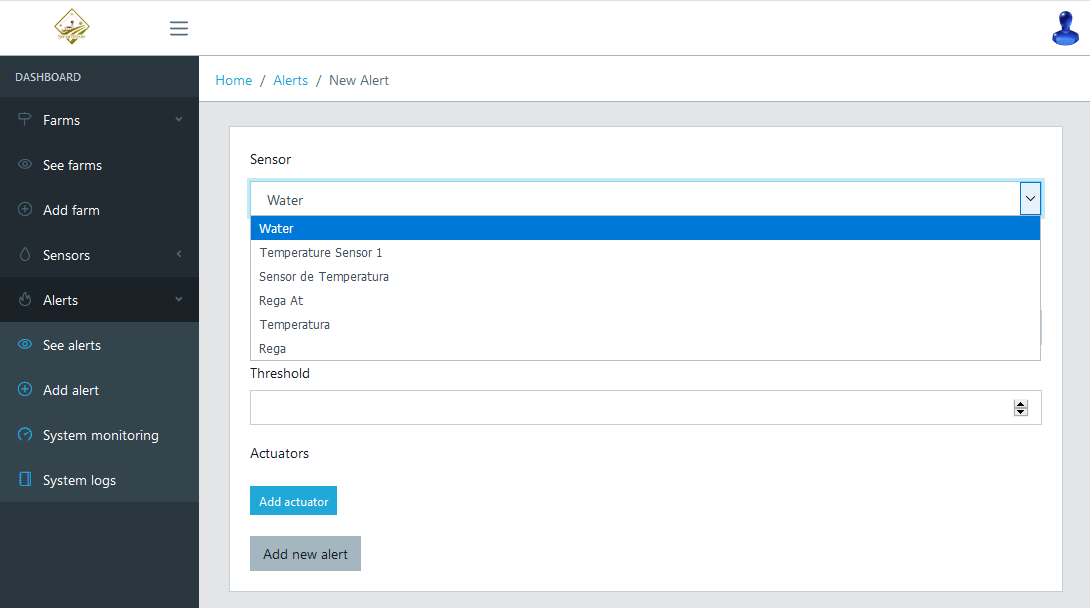 DASHBOARD
Home / Alerts / New Alert
Farms
See farms
Add farm
Sensors
Alerts
See alerts
Add alert
System monitoring
System logs
Sensor
Water
Water
Temperature Sensor 1
Sensor de Temperatura
Rega At
Temperatura
Rega
Threshold
Actuators
Add actuator
Add new alert